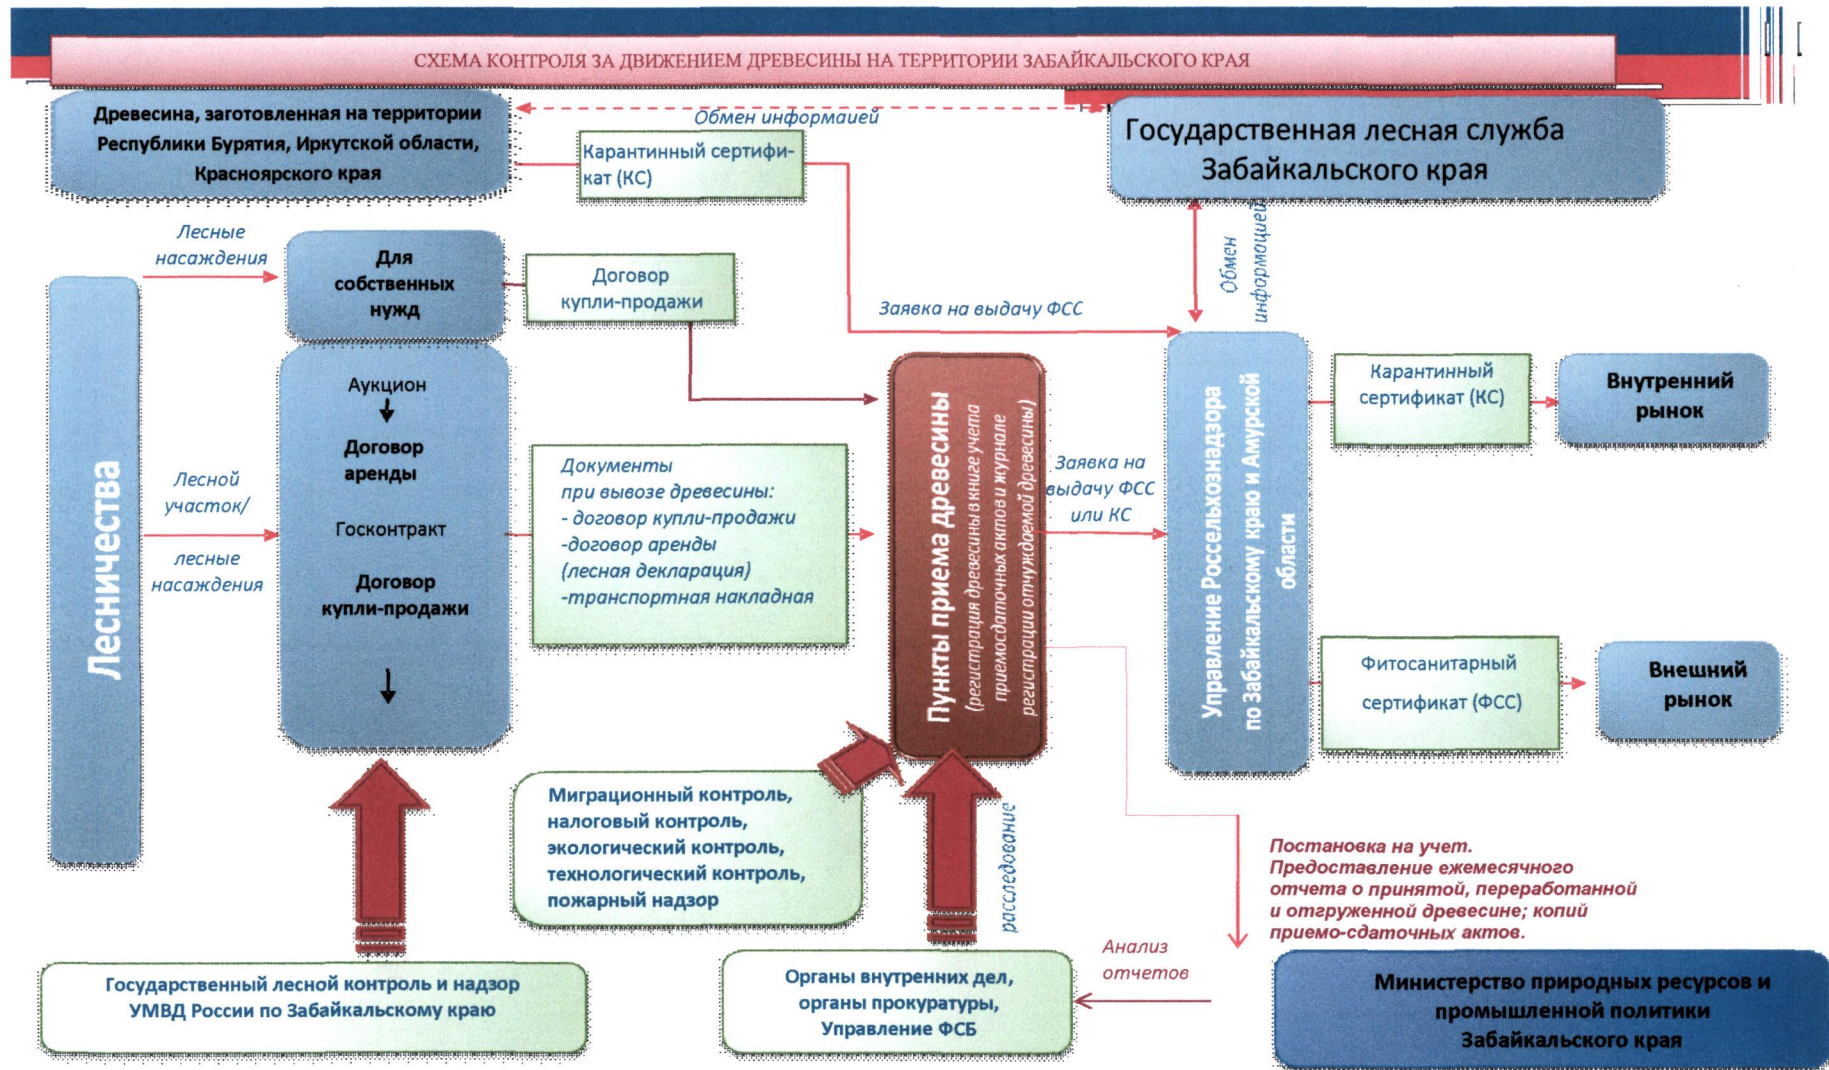 СХЕМА КОНТРОЛЯ ЗА ДВИЖЕНИЕМ ДРЕВЕСИНЫ НА ТЕРРИТОРИИ ЗАБАЙКАЛЬСКОГО КРАЯ
Древесина, заготовленная на территории
Республики Бурятия, Иркутской области,
Красноярского края
Обмен информаией
Карантинный сертифи-
кат (КС)
Государственная лесная служба
Забайкальского края
Обмен
информацией
Лесные
насаждения
Для
собственных
нужд
Договор
купли-продажи
Заявка на выдачу ФСС
Лесничества
Лесной
участок/
лесные
насаждения
Аукцион
Договор
аренды
Госконтракт
Договор
купли-продажи
Документы
при вывозе древесины:
- договор купли-продажи
-договор аренды
(лесная декларация)
-транспортная накладная
Пункты приема древесины
(регистрация древесины в книге учета
приемосдаточных актов и журнале
регистрации отчуждаемой древесины)
Заявка на
выдачу ФСС
или КС
Управление Россельхознадзора
по Забайкальскому краю и Амурской
области
Карантинный
сертификат (КС)
Внутренний
рынок
Фитосанитарный
сертификат (ФСС)
Внешний
рынок
Миграционный контроль,
налоговый контроль,
экологический контроль,
технологический контроль,
пожарный надзор
расследование
Постановка на учет.
Предоставление ежемесячного
отчета о принятой, переработанной
и отгруженной древесине; копий
приемо-сдаточных актов.
Государственный лесной контроль и надзор
УМВД России по Забайкальскому краю
Органы внутренних дел,
органы прокуратуры,
Управление ФСБ
Анализ
отчетов
Министерство природных ресурсов и
промышленной политики
Забайкальского края